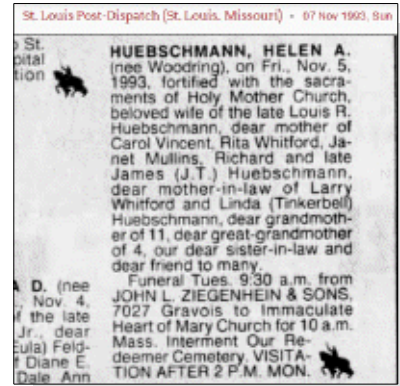 St. Louis Post-Dispatch (St. Louis, Missouri) • 07 Nov 1993, Sun
St.
pital
tion
HUEBSCHMANN, HELEN A.
(nee Woodring), on Fri., Nov. 5,
1993, fortified with the sacra-
ments of Holy Mother Church,
beloved wife of the late Louis R.
Huebschmann, dear mother of
Carol Vincent, Rita Whitford, Ja-
net Mullins, Richard and late
James (J.T.) Huebschmann,
dear mother-in-law of Larry
Whitford and Linda (Tinkerbell)
Huebschmann, dear grandmoth-
er of 11, dear great-grandmother
of 4, our dear sister-in-law and
dear friend to many.
Funeral Tues. 9:30 a.m. from
JOHN L. ZIEGENHEIN & SONS,
7027 Gravois to Immaculate
Heart of Mary Church for 10 a.m.
Mass. Interment Our Re-
deemer Cemetery. VISITA-
TION AFTER 2 P.M. MON.
A D. (nee
Nov. 4,
f the late
Jr., dear
Eula) Feld-
f Diane E.
Dale Ann